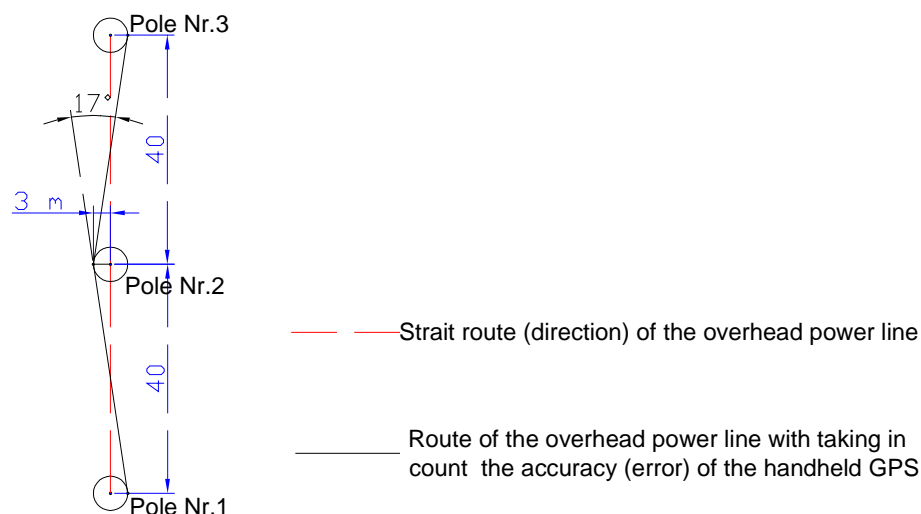 Pole Nr.3
17°
40
3 m
Pole Nr.2
Strait route (direction) of the overhead power line
40
Route of the overhead power line with taking in
count the accuracy (error) of the handheld GPS
Pole Nr.1